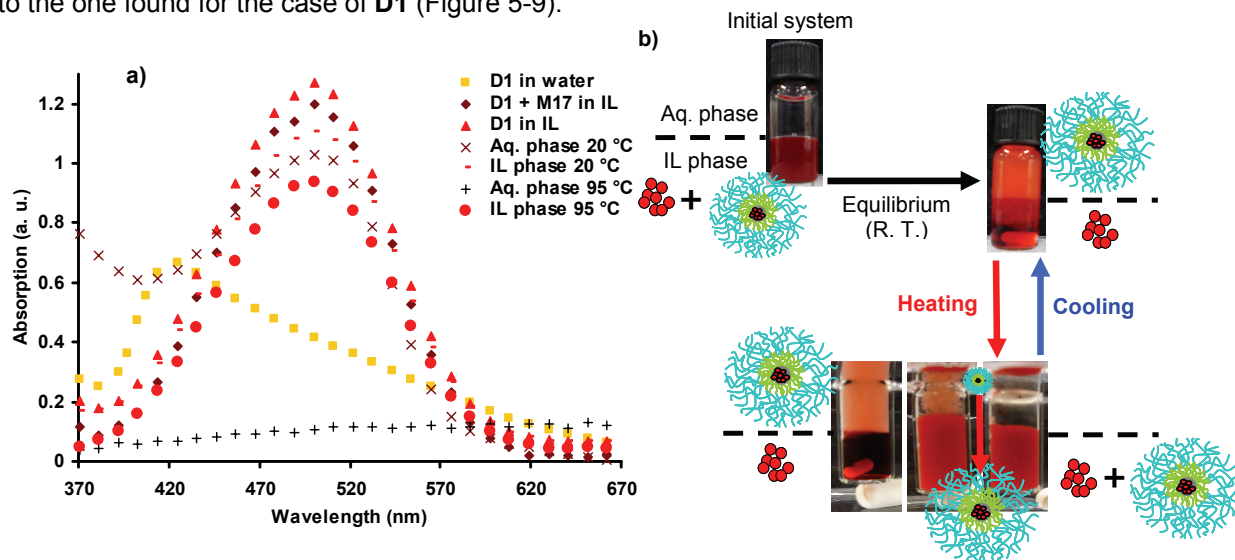 to the one found for the case of D1 (Figure 5-9).
a)
D1 in water
D1 + M17 in IL
D1 in IL
Aq. phase 20 °C
IL phase 20 °C
Aq. phase 95 °C
IL phase 95 °C
Absorption (a. u.)
1.2
1
0.8
0.6
0.4
0.2
0
370
420
470
520
570
620
670
Wavelength (nm)
b)
Initial system
Aq. phase
IL phase
+
Equilibrium
(R. T.)
Heating
Cooling
+